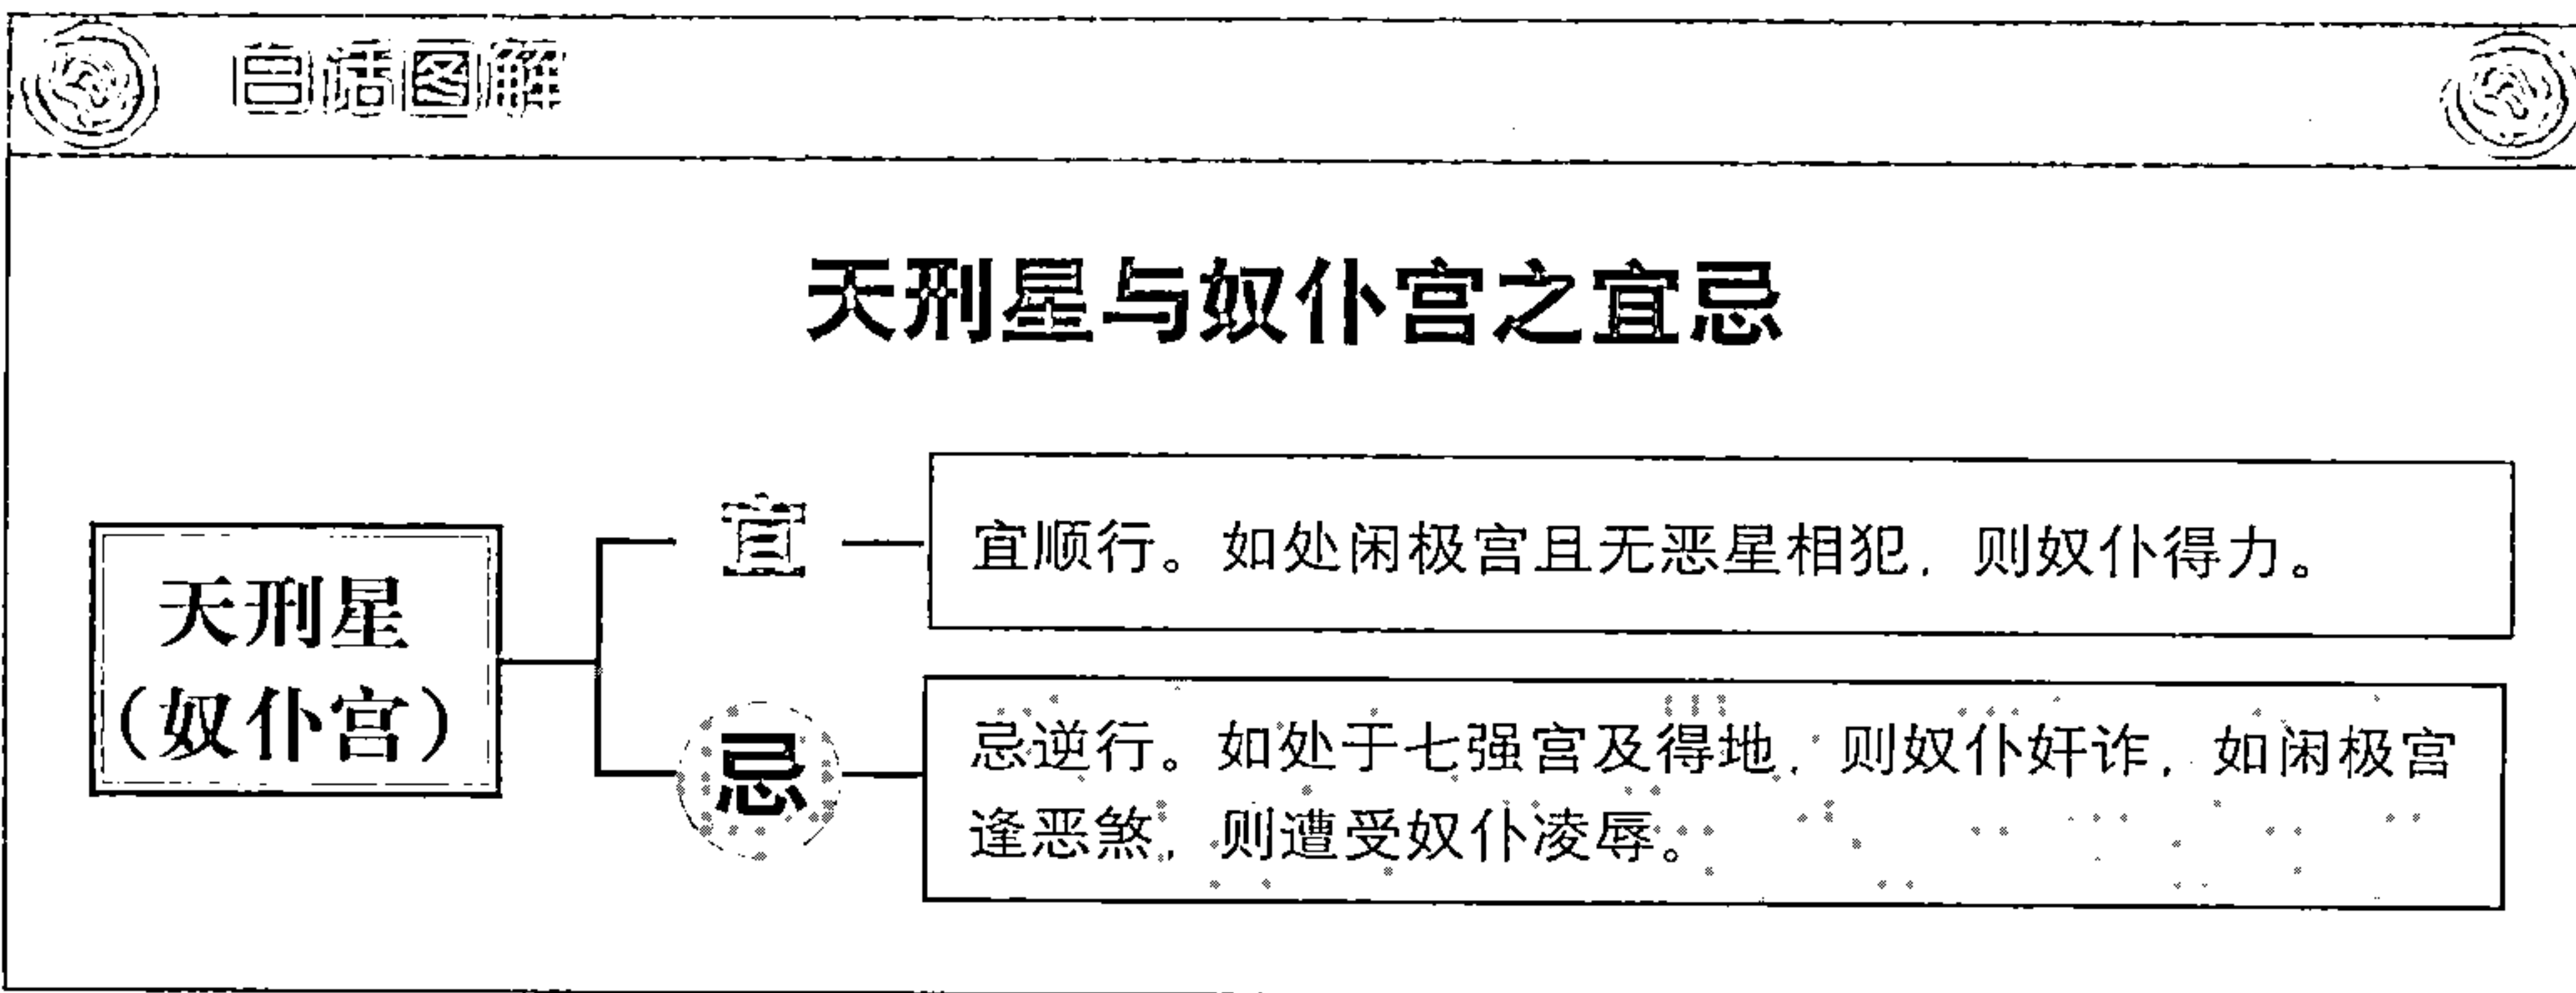 白话图解
天刑星与奴仆宫之宜忌
天刑星
（奴仆宫）
宜
宜顺行。如处闲极宫且无恶星相犯，则奴仆得力。
忌
忌逆行。如处于七强宫及得地，则奴仆奸诈，如闲极宫
逢恶煞，则遭受奴仆凌辱。